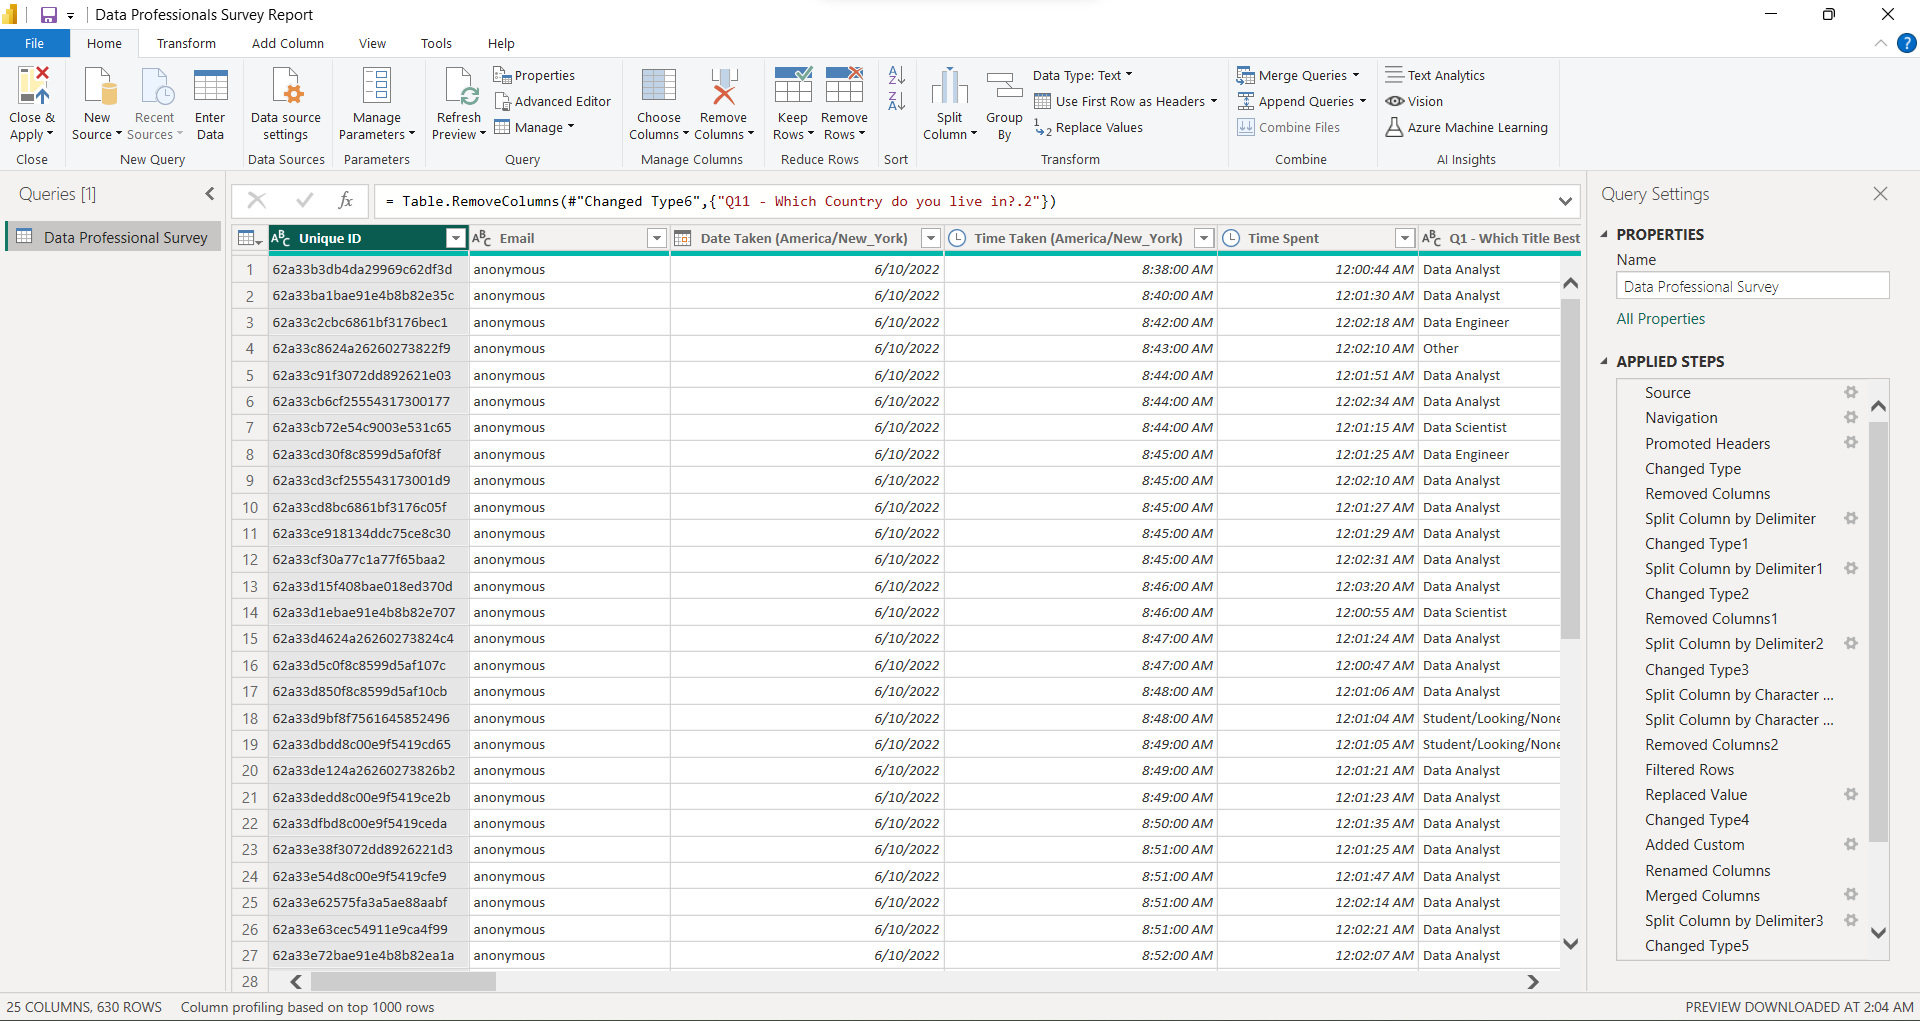 Data Professionals Survey Report
File Home Transform Add Column View Tools Help
Close & Apply
Close
New Source
Recent Sources
Enter Data
New Query
Data source settings
Data Sources
Manage Parameters
Parameters
Refresh Preview
Properties
Advanced Editor
Manage
Query
Choose Columns
Remove Columns
Manage Columns
Keep Rows
Remove Rows
Reduce Rows
Sort
Split Column
Group By
Data Type: Text
Use First Row as Headers
Replace Values
Transform
Merge Queries
Append Queries
Combine Files
Combine
Text Analytics
Vision
Azure Machine Learning
AI Insights
Queries [1]
Data Professional Survey
fx = Table.RemoveColumns(#"Changed Type6",{"Q11 - Which Country do you live in?.2"})
Unique ID Email Date Taken (America/New_York) Time Taken (America/New_York) Time Spent Q1 - Which Title Best
1 62a33b3db4da29969c62df3d anonymous 6/10/2022 8:38:00 AM 12:00:44 AM Data Analyst
2 62a33ba1bae91e4b8b82e35c anonymous 6/10/2022 8:40:00 AM 12:01:30 AM Data Analyst
3 62a33c2cbc6861bf3176bec1 anonymous 6/10/2022 8:42:00 AM 12:02:18 AM Data Engineer
4 62a33c8624a26260273822f9 anonymous 6/10/2022 8:43:00 AM 12:02:10 AM Other
5 62a33c91f3072dd892621e03 anonymous 6/10/2022 8:44:00 AM 12:01:51 AM Data Analyst
6 62a33cb6cf25554317300177 anonymous 6/10/2022 8:44:00 AM 12:02:34 AM Data Analyst
7 62a33cb72e54c9003e531c65 anonymous 6/10/2022 8:44:00 AM 12:01:15 AM Data Scientist
8 62a33cd30f8c8599d5af0f8f anonymous 6/10/2022 8:45:00 AM 12:01:25 AM Data Engineer
9 62a33cd3cf255543173001d9 anonymous 6/10/2022 8:45:00 AM 12:02:10 AM Data Analyst
10 62a33cd8bc6861bf3176c05f anonymous 6/10/2022 8:45:00 AM 12:01:27 AM Data Analyst
11 62a33ce918134ddc75ce8c30 anonymous 6/10/2022 8:45:00 AM 12:01:29 AM Data Analyst
12 62a33cf30a77c1a77f65baa2 anonymous 6/10/2022 8:45:00 AM 12:02:31 AM Data Analyst
13 62a33d15f408bae018ed370d anonymous 6/10/2022 8:46:00 AM 12:03:20 AM Data Analyst
14 62a33d1ebae91e4b8b82e707 anonymous 6/10/2022 8:46:00 AM 12:00:55 AM Data Scientist
15 62a33d4624a26260273824c4 anonymous 6/10/2022 8:47:00 AM 12:01:24 AM Data Analyst
16 62a33d5c0f8c8599d5af107c anonymous 6/10/2022 8:47:00 AM 12:00:47 AM Data Analyst
17 62a33d850f8c8599d5af10cb anonymous 6/10/2022 8:48:00 AM 12:01:06 AM Data Analyst
18 62a33d9bf8f7561645852496 anonymous 6/10/2022 8:48:00 AM 12:01:04 AM Student/Looking/None
19 62a33dbdd8c00e9f5419cd65 anonymous 6/10/2022 8:49:00 AM 12:01:05 AM Student/Looking/None
20 62a33de124a26260273826b2 anonymous 6/10/2022 8:49:00 AM 12:01:21 AM Data Analyst
21 62a33dedd8c00e9f5419ce2b anonymous 6/10/2022 8:49:00 AM 12:01:23 AM Data Analyst
22 62a33dfbd8c00e9f5419ceda anonymous 6/10/2022 8:50:00 AM 12:01:35 AM Data Analyst
23 62a33e38f3072dd8926221d3 anonymous 6/10/2022 8:51:00 AM 12:01:25 AM Data Analyst
24 62a33e54d8c00e9f5419cfe9 anonymous 6/10/2022 8:51:00 AM 12:01:47 AM Data Analyst
25 62a33e62575fa3a5ae88aabf anonymous 6/10/2022 8:51:00 AM 12:02:14 AM Data Analyst
26 62a33e63cec54911e9ca4f99 anonymous 6/10/2022 8:51:00 AM 12:02:21 AM Data Analyst
27 62a33e72bae91e4b8b82ea1a anonymous 6/10/2022 8:52:00 AM 12:02:07 AM Data Analyst
28
Query Settings
PROPERTIES
Name
Data Professional Survey
All Properties
APPLIED STEPS
Source
Navigation
Promoted Headers
Changed Type
Removed Columns
Split Column by Delimiter
Changed Type1
Split Column by Delimiter1
Changed Type2
Removed Columns1
Split Column by Delimiter2
Changed Type3
Split Column by Character ...
Split Column by Character ...
Removed Columns2
Filtered Rows
Replaced Value
Changed Type4
Added Custom
Renamed Columns
Merged Columns
Split Column by Delimiter3
Changed Type5
25 COLUMNS, 630 ROWS Column profiling based on top 1000 rows PREVIEW DOWNLOADED AT 2:04 AM